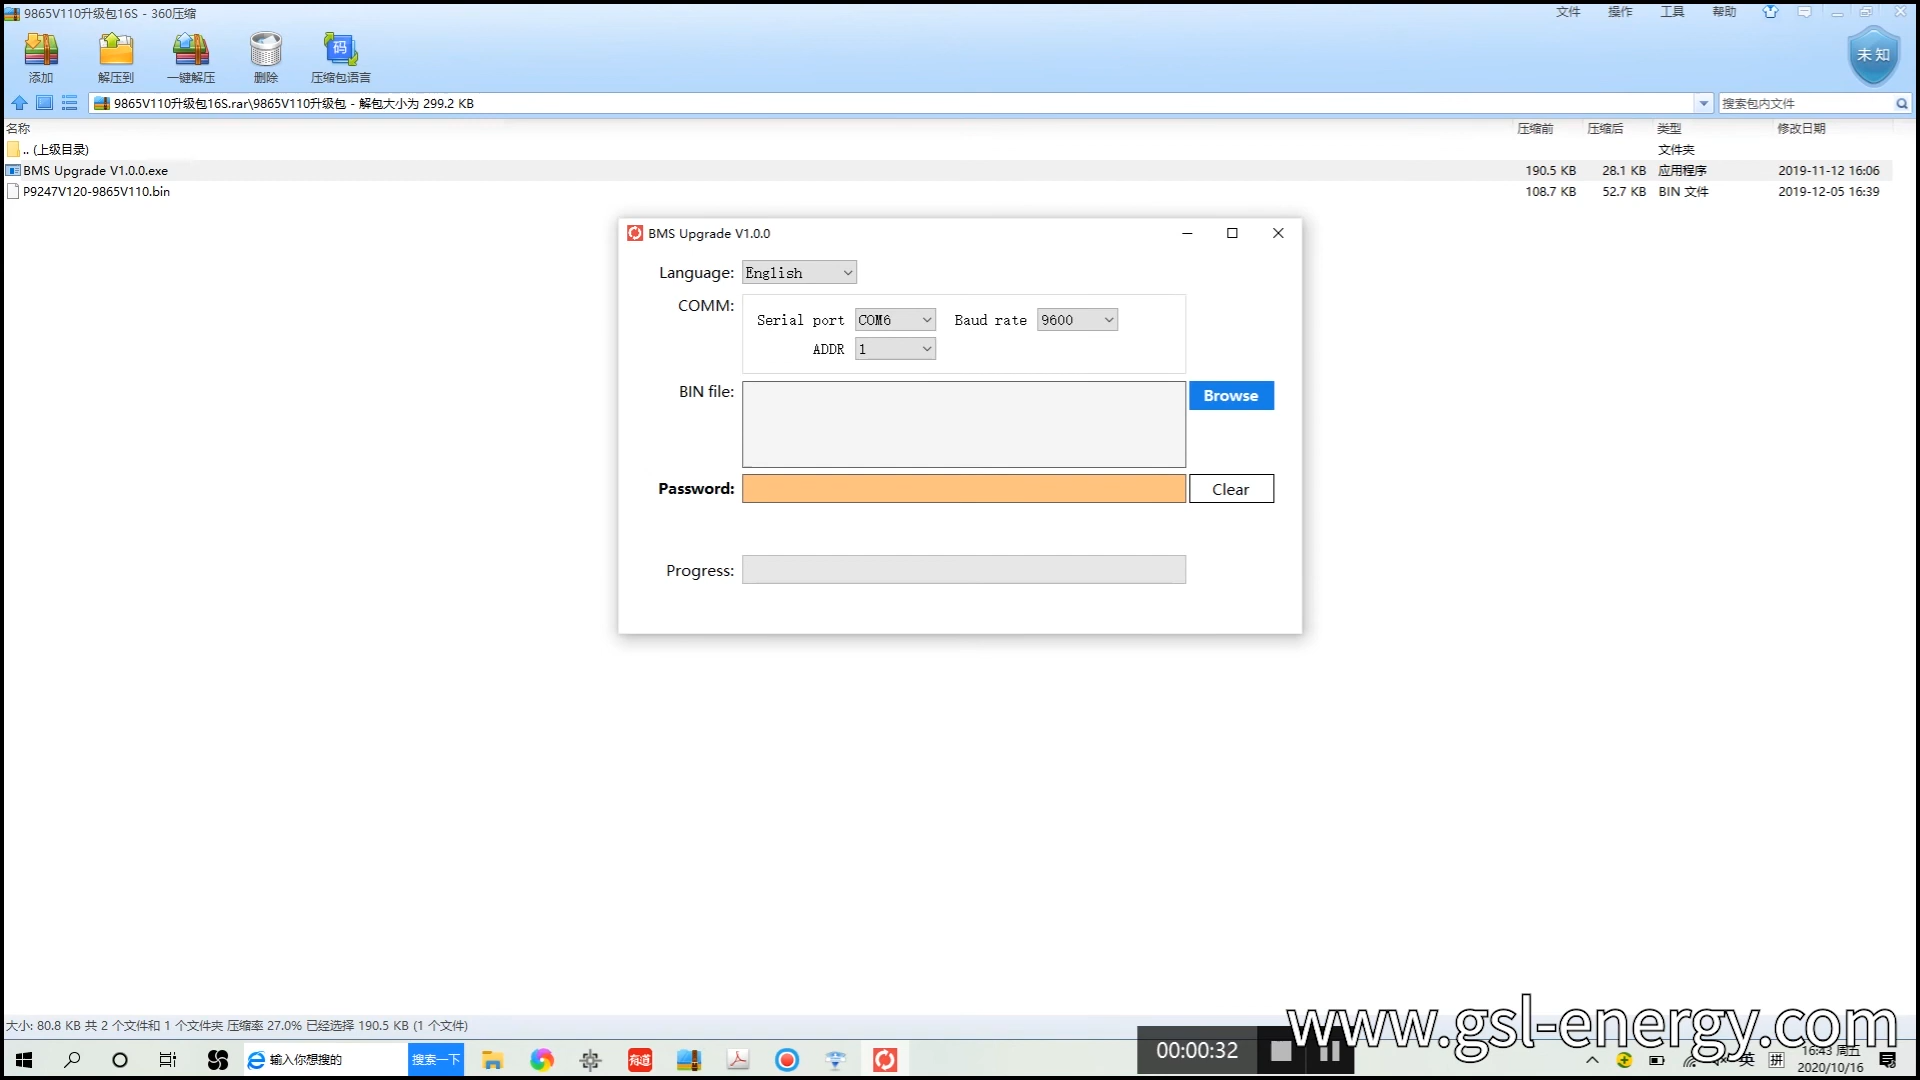 9865V110升级包16S - 360压缩
文件 操作 工具 帮助
添加 解压到 一键解压 删除 压缩包语言
码
未知
9865V110升级包16S.rar\9865V110升级包 - 解包大小为 299.2 KB
搜索包内文件
名称 压缩前 压缩后 类型 修改日期
.. (上级目录) 文件夹
BMS Upgrade V1.0.0.exe 190.5 KB 28.1 KB 应用程序 2019-11-12 16:06
P9247V120-9865V110.bin 108.7 KB 52.7 KB BIN 文件 2019-12-05 16:39
BMS Upgrade V1.0.0
Language: English
COMM:
Serial port COM6 Baud rate 9600
ADDR 1
BIN file: Browse
Password: Clear
Progress:
大小: 80.8 KB 共 2 个文件和 1 个文件夹 压缩率 27.0% 已经选择 190.5 KB (1 个文件)
www.gsl-energy.com
输入你想搜的 搜索一下
有道
00:00:32
英 拼
16:43 周五
2020/10/16